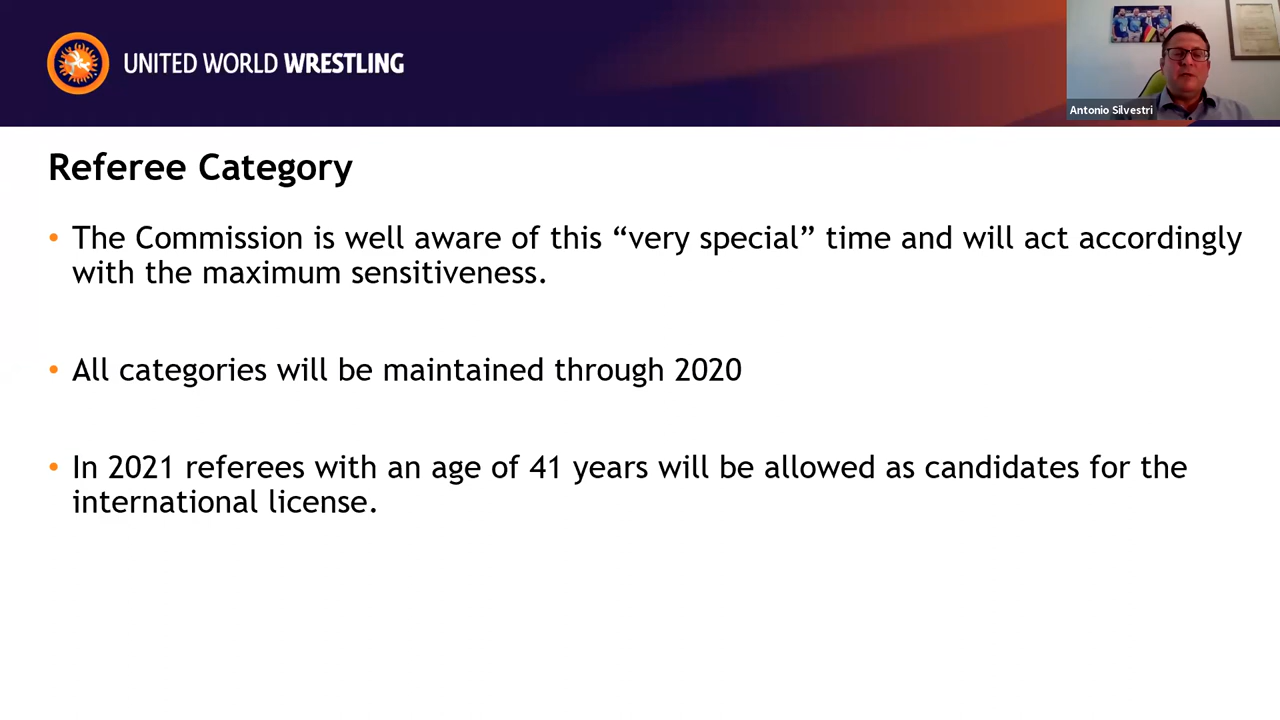 UNITED WORLD WRESTLING
Antonio Silvestri
Referee Category
• The Commission is well aware of this “very special” time and will act accordingly
with the maximum sensitiveness.
• All categories will be maintained through 2020
• In 2021 referees with an age of 41 years will be allowed as candidates for the
international license.